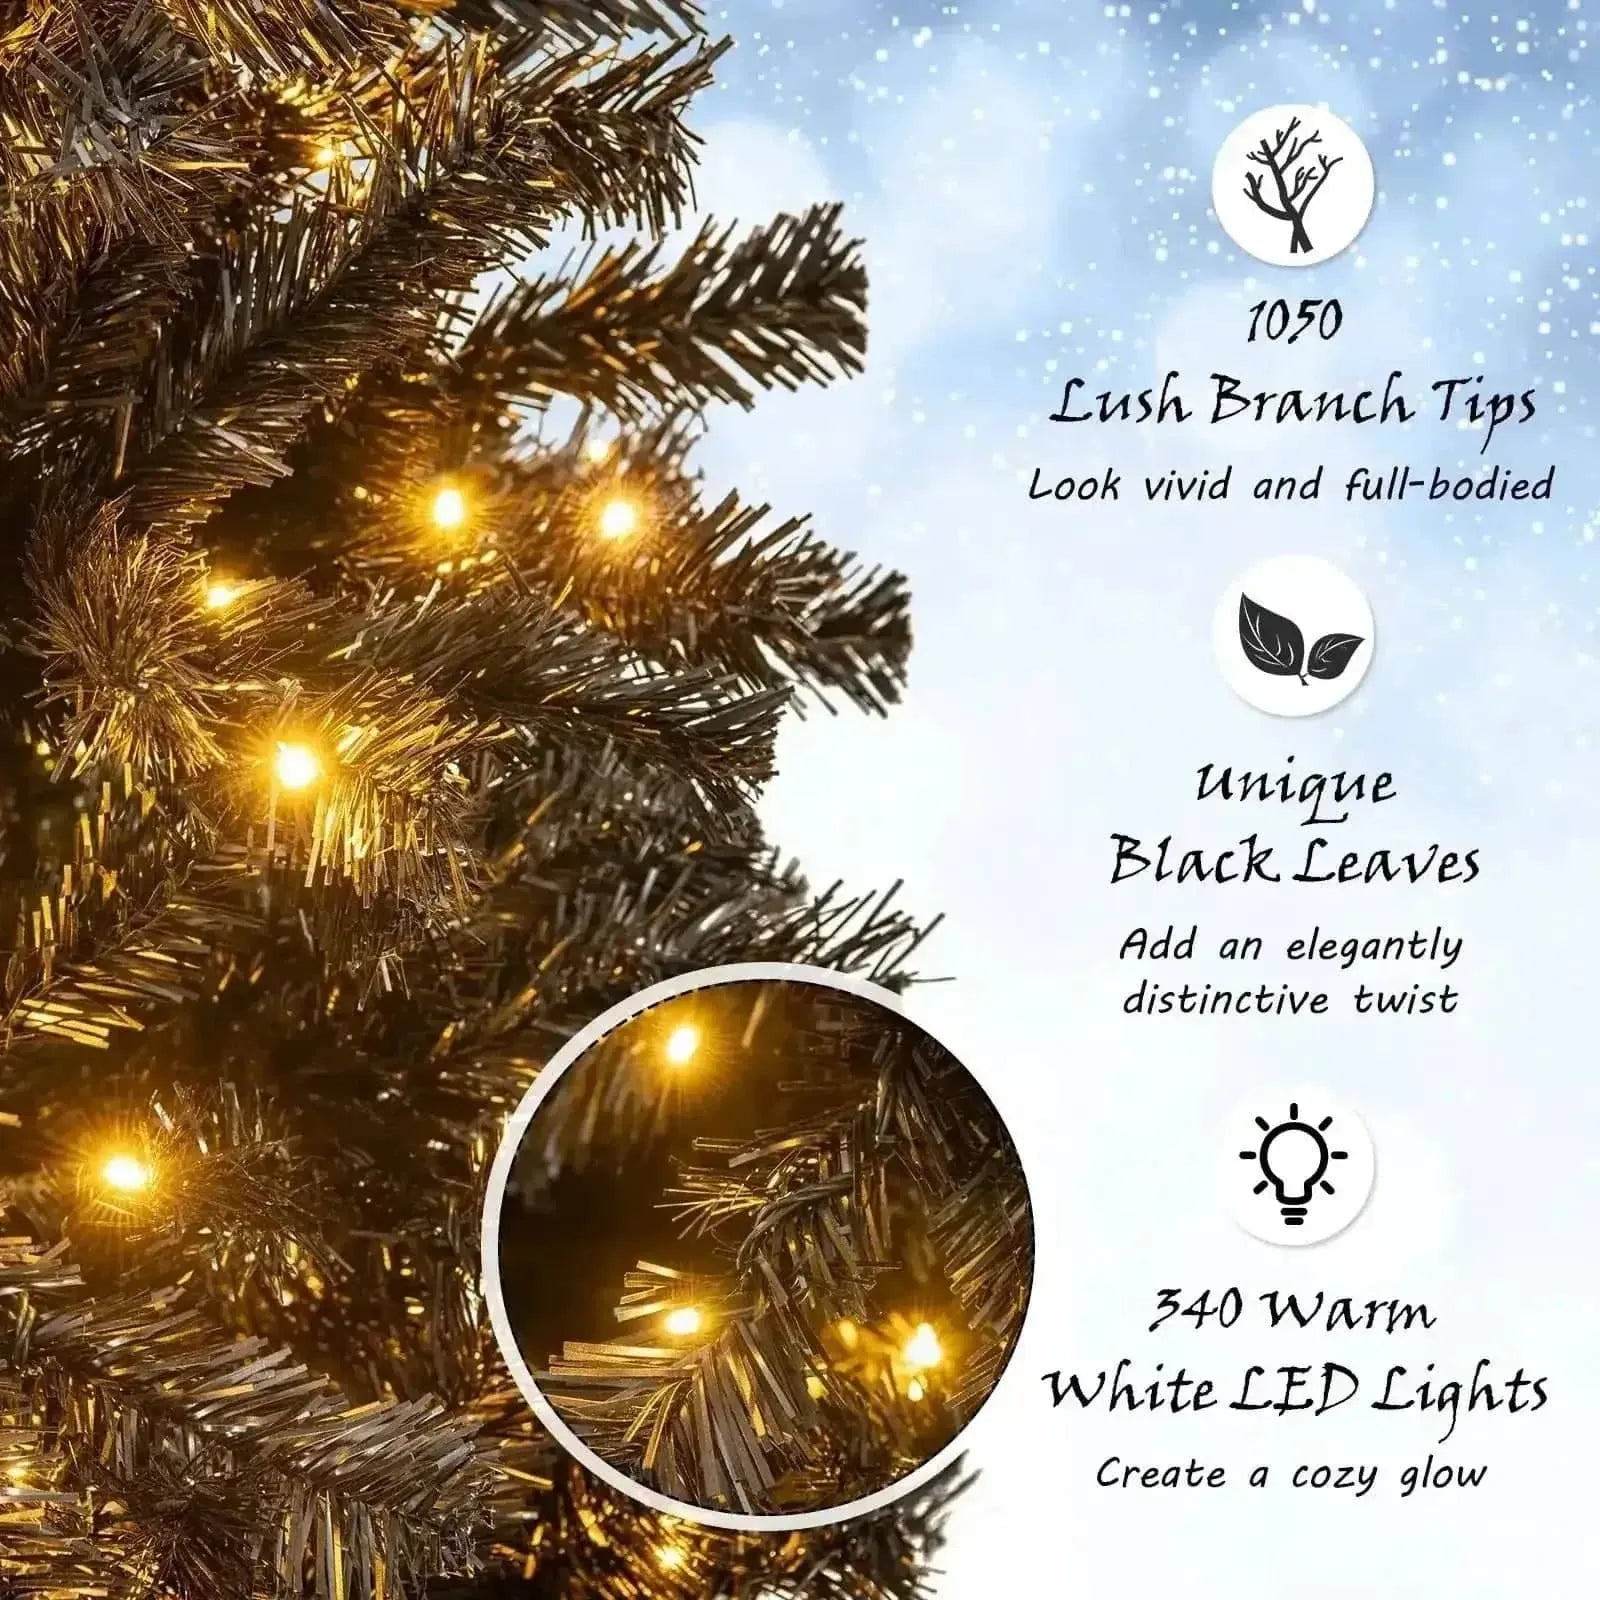 1050
Lush Branch Tips
Look vivid and full-bodied
Unique
Black Leaves
Add an elegantly
distinctive twist
340 Warm
White LED Lights
Create a cozy glow